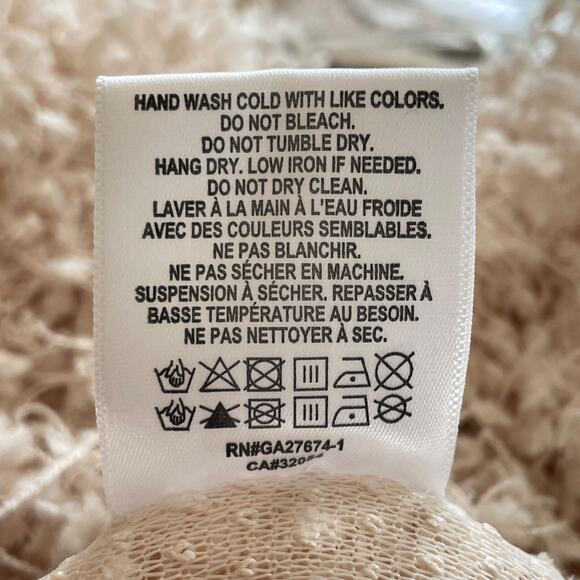 HAND WASH COLD WITH LIKE COLORS.
DO NOT BLEACH.
DO NOT TUMBLE DRY.
HANG DRY. LOW IRON IF NEEDED.
DO NOT DRY CLEAN.
LAVER À LA MAIN À L'EAU FROIDE
AVEC DES COULEURS SEMBLABLES.
NE PAS BLANCHIR.
NE PAS SÉCHER EN MACHINE.
SUSPENSION À SÉCHER. REPASSER À
BASSE TEMPÉRATURE AU BESOIN.
NE PAS NETTOYER À SEC.
RN#GA27674-1